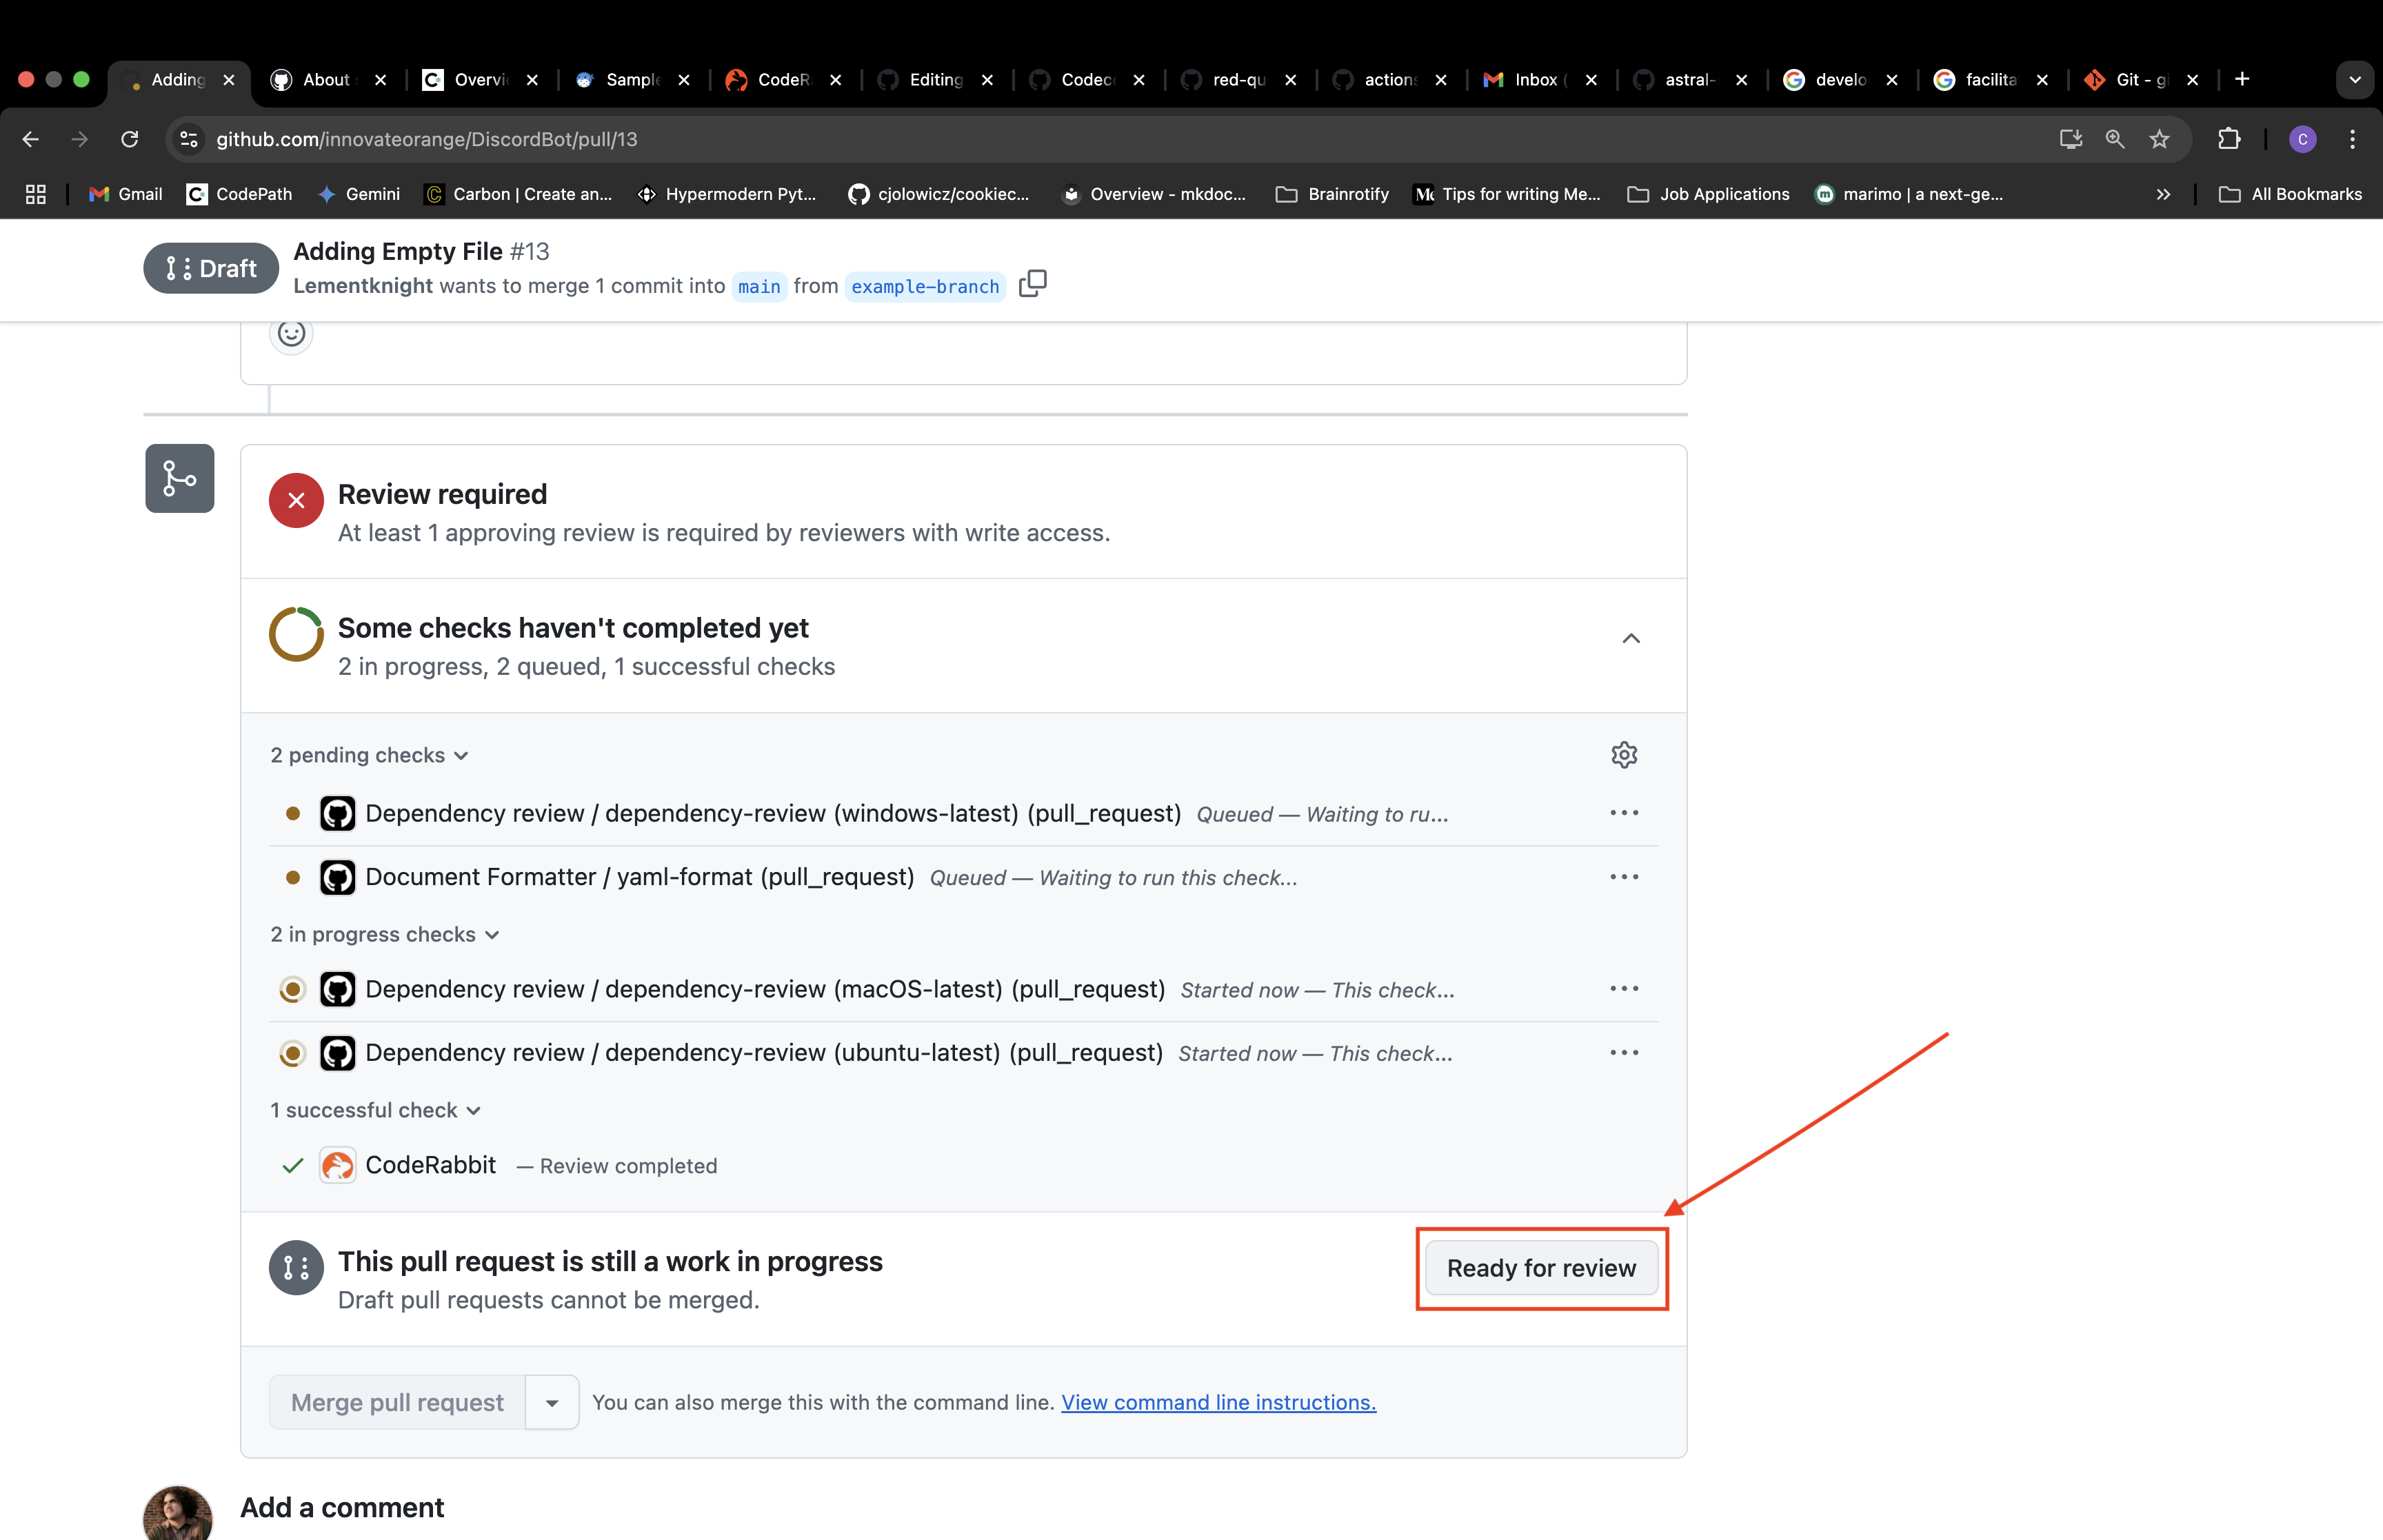 Adding
About
Overvi
Sample
CodeR
Editing
Codec
red-qu
action
Inbox (
astral-
develo
facilita
Git - gi
github.com/innovateorange/DiscordBot/pull/13
C
Gmail
CodePath
Gemini
Carbon | Create an...
Hypermodern Pyt...
cjolowicz/cookiec...
Overview - mkdoc...
Brainrotify
Tips for writing Me...
Job Applications
marimo | a next-ge...
All Bookmarks
Draft
Adding Empty File #13
Lementknight wants to merge 1 commit into main from example-branch
Review required
At least 1 approving review is required by reviewers with write access.
Some checks haven't completed yet
2 in progress, 2 queued, 1 successful checks
2 pending checks
Dependency review / dependency-review (windows-latest) (pull_request) Queued — Waiting to ru...
Document Formatter / yaml-format (pull_request) Queued — Waiting to run this check...
2 in progress checks
Dependency review / dependency-review (macOS-latest) (pull_request) Started now — This check...
Dependency review / dependency-review (ubuntu-latest) (pull_request) Started now — This check...
1 successful check
CodeRabbit — Review completed
This pull request is still a work in progress
Draft pull requests cannot be merged.
Ready for review
Merge pull request
You can also merge this with the command line. View command line instructions.
Add a comment